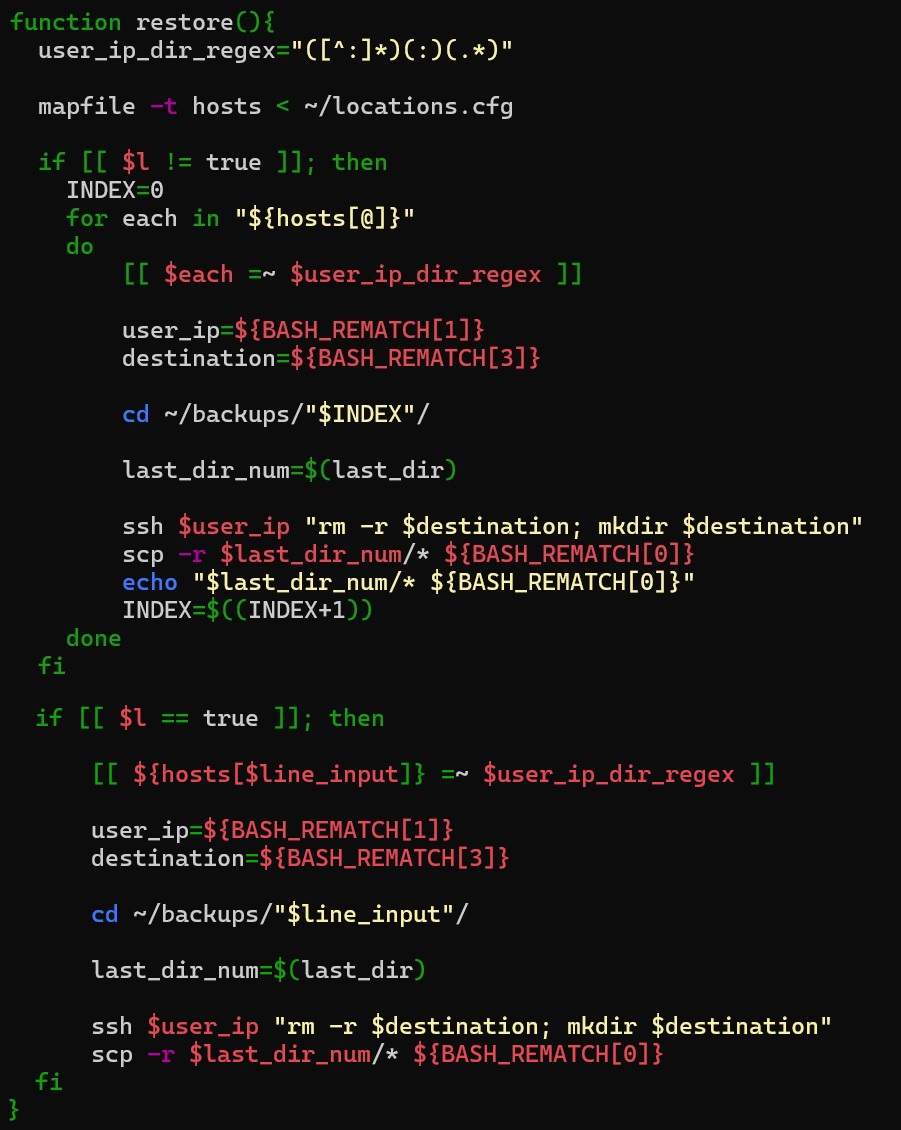 function restore(){
  user_ip_dir_regex="([^:]*)(:)(.*)"

  mapfile -t hosts < ~/locations.cfg

  if [[ $l != true ]]; then
    INDEX=0
    for each in "${hosts[@]}"
    do
        [[ $each =~ $user_ip_dir_regex ]]

        user_ip=${BASH_REMATCH[1]}
        destination=${BASH_REMATCH[3]}

        cd ~/backups/"$INDEX"/

        last_dir_num=$(last_dir)

        ssh $user_ip "rm -r $destination; mkdir $destination"
        scp -r $last_dir_num/* ${BASH_REMATCH[0]}
        echo "$last_dir_num/* ${BASH_REMATCH[0]}"
        INDEX=$((INDEX+1))
    done
  fi

  if [[ $l == true ]]; then

      [[ ${hosts[$line_input]} =~ $user_ip_dir_regex ]]

      user_ip=${BASH_REMATCH[1]}
      destination=${BASH_REMATCH[3]}

      cd ~/backups/"$line_input"/

      last_dir_num=$(last_dir)

      ssh $user_ip "rm -r $destination; mkdir $destination"
      scp -r $last_dir_num/* ${BASH_REMATCH[0]}
  fi
}